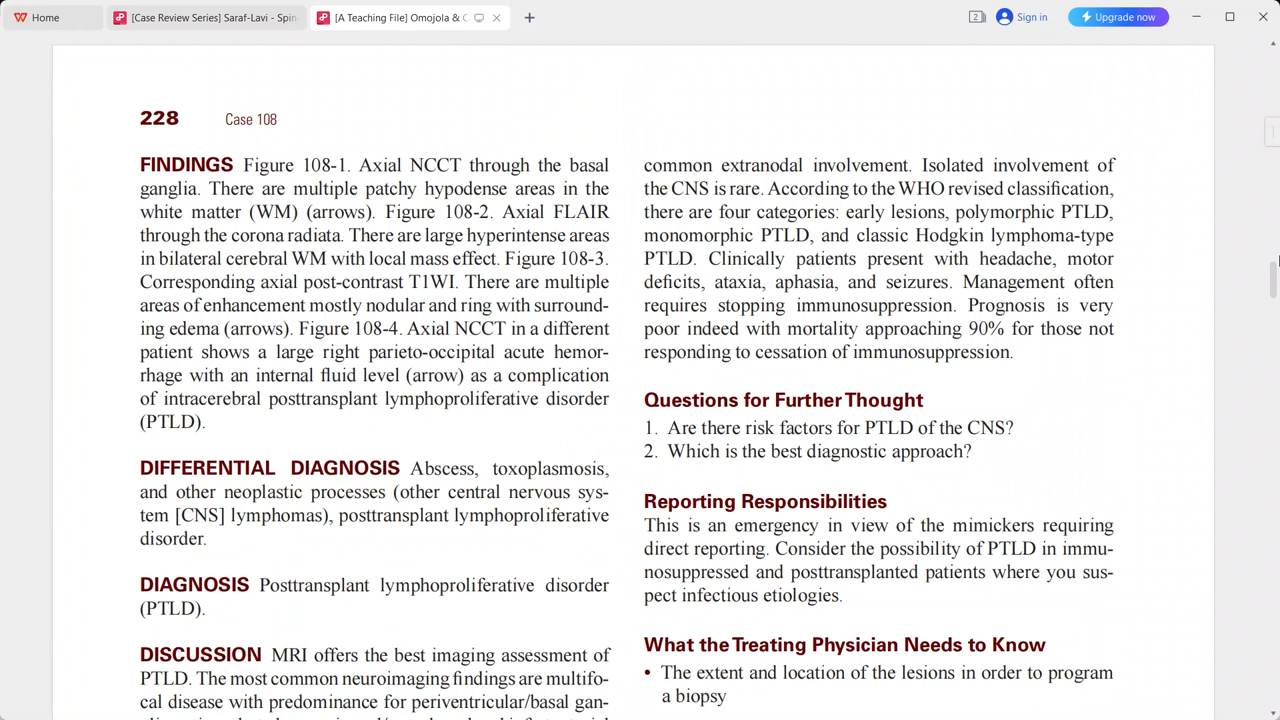 Home
[Case Review Series] Saraf-Lavi - Spin
[A Teaching File] Omojola & C
2
Sign in
Upgrade now
228 Case 108
FINDINGS Figure 108-1. Axial NCCT through the basal
ganglia. There are multiple patchy hypodense areas in the
white matter (WM) (arrows). Figure 108-2. Axial FLAIR
through the corona radiata. There are large hyperintense areas
in bilateral cerebral WM with local mass effect. Figure 108-3.
Corresponding axial post-contrast T1WI. There are multiple
areas of enhancement mostly nodular and ring with surround-
ing edema (arrows). Figure 108-4. Axial NCCT in a different
patient shows a large right parieto-occipital acute hemor-
rhage with an internal fluid level (arrow) as a complication
of intracerebral posttransplant lymphoproliferative disorder
(PTLD).
DIFFERENTIAL DIAGNOSIS Abscess, toxoplasmosis,
and other neoplastic processes (other central nervous sys-
tem [CNS] lymphomas), posttransplant lymphoproliferative
disorder.
DIAGNOSIS Posttransplant lymphoproliferative disorder
(PTLD).
DISCUSSION MRI offers the best imaging assessment of
PTLD. The most common neuroimaging findings are multifo-
cal disease with predominance for periventricular/basal gan-
common extranodal involvement. Isolated involvement of
the CNS is rare. According to the WHO revised classification,
there are four categories: early lesions, polymorphic PTLD,
monomorphic PTLD, and classic Hodgkin lymphoma-type
PTLD. Clinically patients present with headache, motor
deficits, ataxia, aphasia, and seizures. Management often
requires stopping immunosuppression. Prognosis is very
poor indeed with mortality approaching 90% for those not
responding to cessation of immunosuppression.
Questions for Further Thought
1. Are there risk factors for PTLD of the CNS?
2. Which is the best diagnostic approach?
Reporting Responsibilities
This is an emergency in view of the mimickers requiring
direct reporting. Consider the possibility of PTLD in immu-
nosuppressed and posttransplanted patients where you sus-
pect infectious etiologies.
What the Treating Physician Needs to Know
• The extent and location of the lesions in order to program
a biopsy